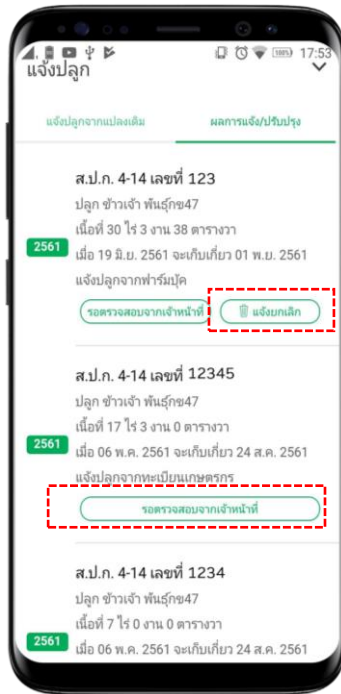 17:53
แจ้งปลูก
แจ้งปลูกจากแปลงเดิม ผลการแจ้ง/ปรับปรุง
ส.ป.ก. 4-14 เลขที่ 123
ปลูก ข้าวเจ้า พันธุ์กข47
เนื้อที่ 30 ไร่ 3 งาน 38 ตารางวา
2561
เมื่อ 19 มิ.ย. 2561 จะเก็บเกี่ยว 01 พ.ย. 2561
แจ้งปลูกจากฟาร์มบุ๊ค
รอตรวจสอบจากเจ้าหน้าที่ แจ้งยกเลิก
ส.ป.ก. 4-14 เลขที่ 12345
ปลูก ข้าวเจ้า พันธุ์กข47
เนื้อที่ 17 ไร่ 3 งาน 0 ตารางวา
2561
เมื่อ 06 พ.ค. 2561 จะเก็บเกี่ยว 24 ส.ค. 2561
แจ้งปลูกจากทะเบียนเกษตรกร
รอตรวจสอบจากเจ้าหน้าที่
ส.ป.ก. 4-14 เลขที่ 1234
ปลูก ข้าวเจ้า พันธุ์กข47
เนื้อที่ 7 ไร่ 0 งาน 0 ตารางวา
2561
เมื่อ 06 พ.ค. 2561 จะเก็บเกี่ยว 24 ส.ค. 2561